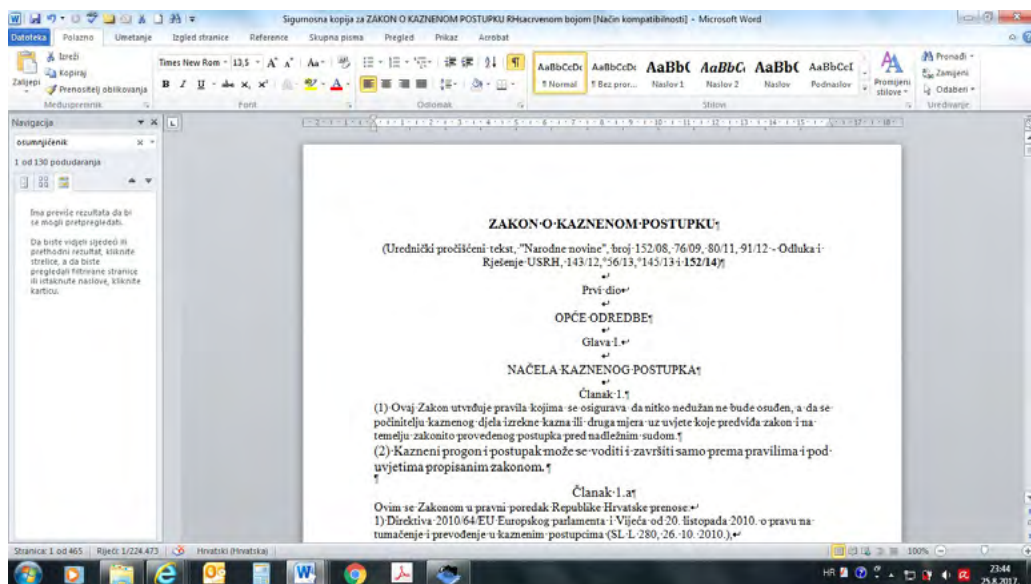 Sigurnosna kopija za ZAKON O KAZNENOM POSTUPKU RHsacrvenom bojom [Način kompatibilnosti] - Microsoft Word
Datoteka Polazno Umetanje Izgled stranice Reference Skupna pisma Pregled Prikaz Acrobat
Zalijepi
Izreži
Kopiraj
Prenositelj oblikovanja
Međuspremnik
Times New Rom 13,5
Font
Odlomak
AaBbCcDc AaBbCcDc AaBb( AaBbC AaBb( AaBbCcI
¶ Normal ¶ Bez pror... Naslov 1 Naslov 2 Naslov Podnaslov
Promijeni stilove
Stilovi
Pronađi
Zamijeni
Odaberi
Uređivanje
Navigacija
osumnjičenik
1 od 130 podudaranja
Ima previše rezultata da bi
se mogli pretpregledati.
Da biste vidjeli sljedeći ili
prethodni rezultat, kliknite
strelice, a da biste
pregledali filtrirane stranice
ili istaknute naslove, kliknite
karticu.
ZAKON·O·KAZNENOM·POSTUPKU¶
(Urednički·pročišćeni·tekst,·"Narodne·novine",·broj·152/08,·76/09,·80/11,·91/12·-·Odluka·i·
Rješenje·USRH,·143/12,°56/13,°145/13·i·152/14)¶
Prvi·dio↵
OPĆE·ODREDBE¶
Glava·I.↵
NAČELA·KAZNENOG·POSTUPKA¶
Članak·1.¶
(1)·Ovaj·Zakon·utvrđuje·pravila·kojima·se·osigurava·da·nitko·nedužan·ne·bude·osuđen,·a·da·se·
počinitelju·kaznenog·djela·izrekne·kazna·ili·druga·mjera·uz·uvjete·koje·predviđa·zakon·i·na·
temelju·zakonito·provedenog·postupka·pred·nadležnim·sudom.¶
(2)·Kazneni·progon·i·postupak·može·se·voditi·i·završiti·samo·prema·pravilima·i·pod·
uvjetima·propisanim·zakonom.¶
¶
Članak·1.a¶
Ovim·se·Zakonom·u·pravni·poredak·Republike·Hrvatske·prenose:↵
1)·Direktiva·2010/64/EU·Europskog·parlamenta·i·Vijeća·od·20.·listopada·2010.·o·pravu·na·
tumačenje·i·prevođenje·u·kaznenim·postupcima·(SL·L·280,·26.·10.·2010.),↵
Stranica: 1 od 465 Riječi: 1/224.473 Hrvatski (Hrvatska) 100%
HR 23:44
25.8.2017